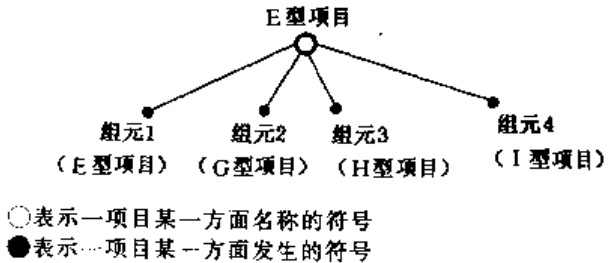 E型项目
组元1 组元2 组元3 组元4
(E型项目) (G型项目) (H型项目) (I型项目)
○表示一项目某一方面名称的符号
●表示一项目某一方面发生的符号